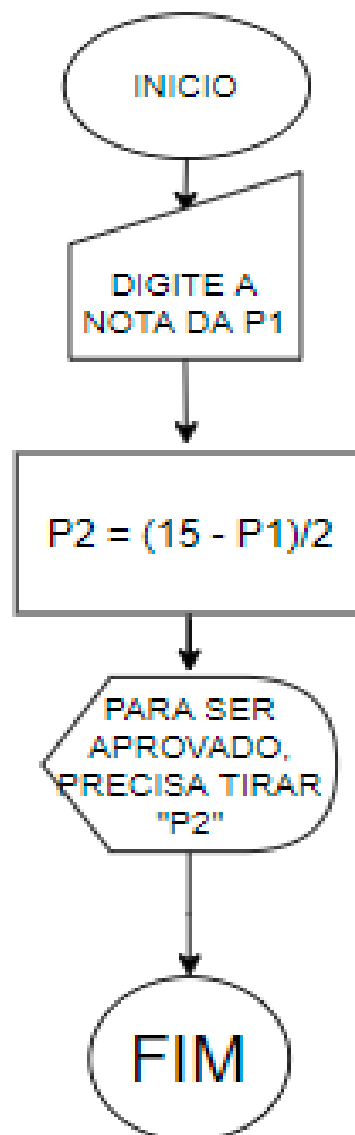 INICIO
DIGITE A
NOTA DA P1
P2 = (15 - P1)/2
PARA SER
APROVADO,
PRECISA TIRAR
"P2"
FIM